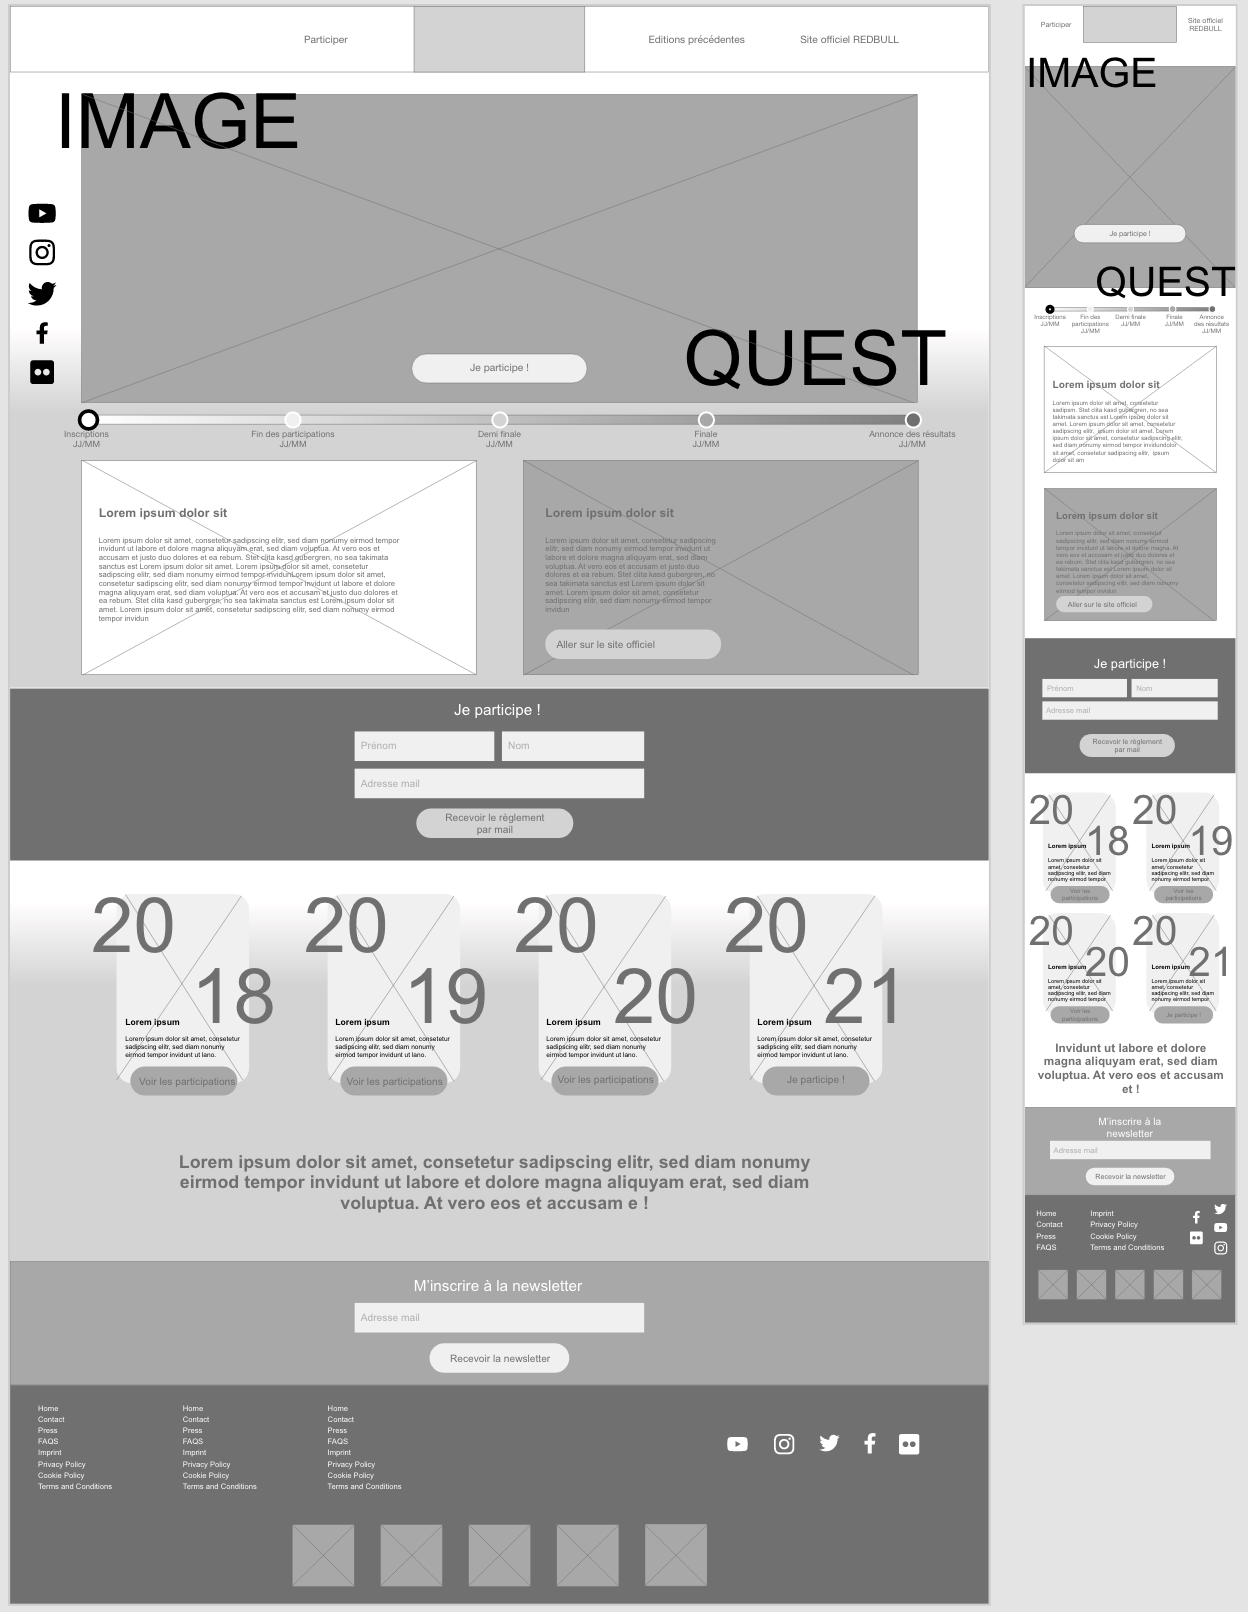 Participer
Editions précédentes
Site officiel REDBULL
IMAGE
QUEST
Je participe !
Inscriptions
JJ/MM
Fin des participations
JJ/MM
Demi finale
JJ/MM
Finale
JJ/MM
Annonce des résultats
JJ/MM
Lorem ipsum dolor sit
Lorem ipsum dolor sit amet, consetetur sadipscing elitr, sed diam nonumy eirmod tempor
invidunt ut labore et dolore magna aliquyam erat, sed diam voluptua. At vero eos et
accusam et justo duo dolores et ea rebum. Stet clita kasd gubergren, no sea takimata
sanctus est Lorem ipsum dolor sit amet. Lorem ipsum dolor sit amet, consetetur
sadipscing elitr, sed diam nonumy eirmod temporLorem ipsum dolor sit amet,
consetetur sadipscing elitr, sed diam nonumy eirmod tempor invidunt ut labore et dolore
magna aliquyam erat, sed diam voluptua. At vero eos et accusam et justo duo dolores et
ea rebum. Stet clita kasd gubergren, no sea takimata sanctus est Lorem ipsum dolor sit
amet. Lorem ipsum dolor sit amet, consetetur sadipscing elitr, sed diam nonumy eirmod
tempor invidun
Lorem ipsum dolor sit
Lorem ipsum dolor sit amet, consetetur sadipscing
elitr, sed diam nonumy eirmod tempor invidunt ut
labore et dolore magna aliquyam erat, sed diam
voluptua. At vero eos et accusam et justo duo
dolores et ea rebum. Stet clita kasd gubergren, no
sea takimata sanctus est Lorem ipsum dolor sit
amet. Lorem ipsum dolor sit amet, consetetur
sadipscing elitr, sed diam nonumy eirmod tempor
invidun
Aller sur le site officiel
Je participe !
Prénom
Nom
Adresse mail
Recevoir le règlement
par mail
20
18
Lorem ipsum
Lorem ipsum dolor sit amet, consetetur
sadipscing elitr, sed diam nonumy
eirmod tempor invidunt ut lano.
Voir les participations
20
19
Lorem ipsum
Lorem ipsum dolor sit amet, consetetur
sadipscing elitr, sed diam nonumy
eirmod tempor invidunt ut lano.
Voir les participations
20
20
Lorem ipsum
Lorem ipsum dolor sit amet, consetetur
sadipscing elitr, sed diam nonumy
eirmod tempor invidunt ut lano.
Voir les participations
20
21
Lorem ipsum
Lorem ipsum dolor sit amet, consetetur
sadipscing elitr, sed diam nonumy
eirmod tempor invidunt ut lano.
Je participe !
Lorem ipsum dolor sit amet, consetetur sadipscing elitr, sed diam nonumy
eirmod tempor invidunt ut labore et dolore magna aliquyam erat, sed diam
voluptua. At vero eos et accusam e !
M'inscrire à la newsletter
Adresse mail
Recevoir la newsletter
Home
Contact
Press
FAQS
Imprint
Privacy Policy
Cookie Policy
Terms and Conditions
Home
Contact
Press
FAQS
Imprint
Privacy Policy
Cookie Policy
Terms and Conditions
Home
Contact
Press
FAQS
Imprint
Privacy Policy
Cookie Policy
Terms and Conditions
Participer
Site officiel
REDBULL
IMAGE
Je participe !
QUEST
Inscriptions
JJ/MM
Fin des
participations
JJ/MM
Demi finale
JJ/MM
Finale
JJ/MM
Annonce
des résultats
JJ/MM
Lorem ipsum dolor sit
Lorem ipsum dolor sit amet, consetetur
sadipsm. Stet clita kasd gubergren, no sea
takimata sanctus est Lorem ipsum dolor sit
amet. Lorem ipsum dolor sit amet,
consetetur sadipscing elitr, sed diam
nonumy eirmod temporLorem ipsum dolor
sit amet, consetetur sadipscing elitr, Lorem
ipsum dolor sit amet, consetetur sadipscing elitr,
sed diam nonumy eirmod tempor invidundolor
sit amet, consetetur sadipscing elitr, ipsum
dolor sit am
Lorem ipsum dolor sit
Lorem ipsum dolor sit amet, consetetur
sadipscing elitr, sed diam nonumy eirmod
tempor invidunt ut labore et dolore magna. At
vero eos et accusam et justo duo dolores et
ea rebum. Stet clita kasd gubergren, no sea
takimata sanctus est Lorem ipsum dolor sit
amet. Lorem ipsum dolor sit amet,
consetetur sadipscing elitr, sed diam nonumy
eirmod tempor invidun
Aller sur le site officiel
Je participe !
Prénom
Nom
Adresse mail
Recevoir le règlement
par mail
20
18
Lorem ipsum
Lorem ipsum dolor sit
amet, consetetur
sadipscing elitr, sed diam
nonumy eirmod tempor
Voir les
participations
20
19
Lorem ipsum
Lorem ipsum dolor sit
amet, consetetur
sadipscing elitr, sed diam
nonumy eirmod tempor
Voir les
participations
20
20
Lorem ipsum
Lorem ipsum dolor sit
amet, consetetur
sadipscing elitr, sed diam
nonumy eirmod tempor
Voir les
participations
20
21
Lorem ipsum
Lorem ipsum dolor sit
amet, consetetur
sadipscing elitr, sed diam
nonumy eirmod tempor
Je participe !
Invidunt ut labore et dolore
magna aliquyam erat, sed diam
voluptua. At vero eos et accusam
et !
M'inscrire à la
newsletter
Adresse mail
Recevoir la newsletter
Home
Contact
Press
FAQS
Imprint
Privacy Policy
Cookie Policy
Terms and Conditions